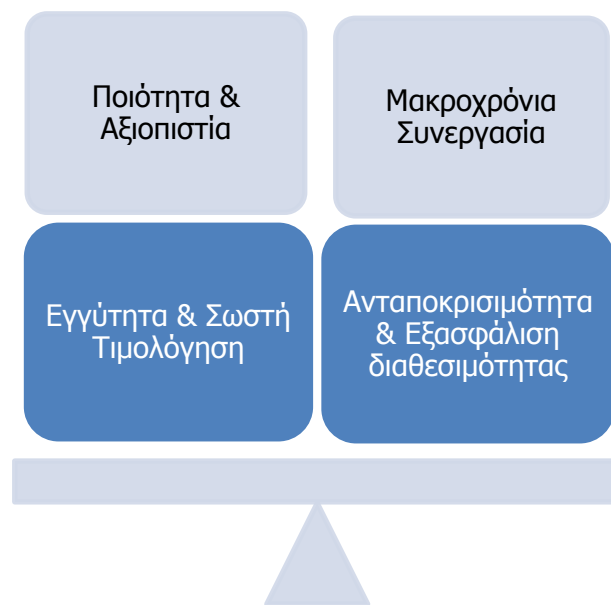 Ποιότητα &
Αξιοπιστία
Μακροχρόνια
Συνεργασία
Εγγύτητα & Σωστή
Τιμολόγηση
Ανταποκρισιμότητα
& Εξασφάλιση
διαθεσιμότητας